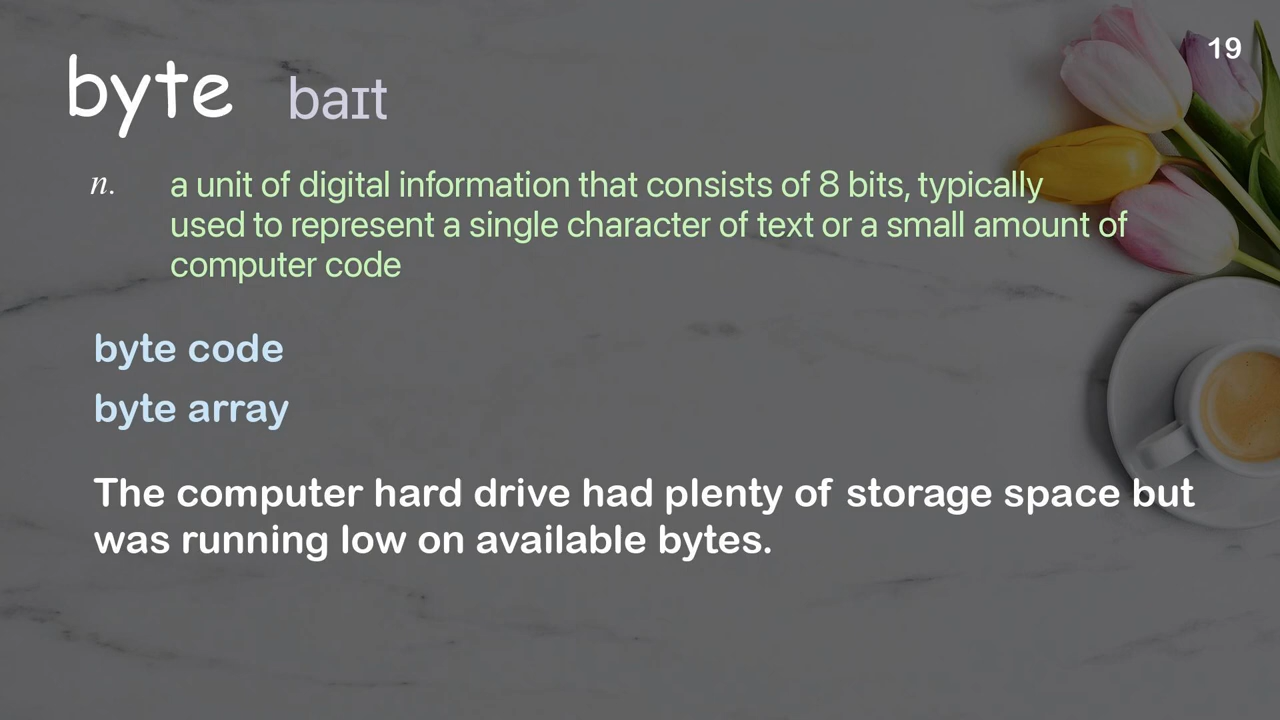 19
byte baɪt
n. a unit of digital information that consists of 8 bits, typically
used to represent a single character of text or a small amount of
computer code
byte code
byte array
The computer hard drive had plenty of storage space but
was running low on available bytes.